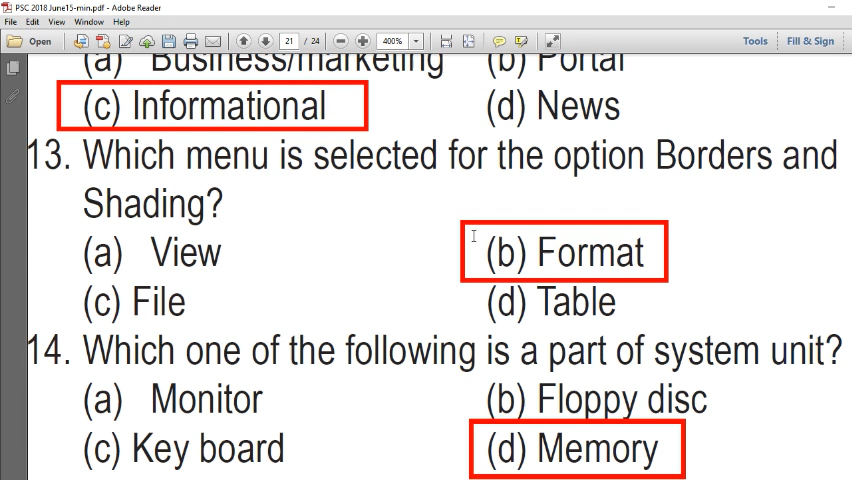 PSC 2018 June15-min.pdf - Adobe Reader
File Edit View Window Help
Open 21 / 24 400% Tools Fill & Sign
(a) Business/marketing (b) Portal
(c) Informational (d) News
13. Which menu is selected for the option Borders and
Shading?
(a) View (b) Format
(c) File (d) Table
14. Which one of the following is a part of system unit?
(a) Monitor (b) Floppy disc
(c) Key board (d) Memory